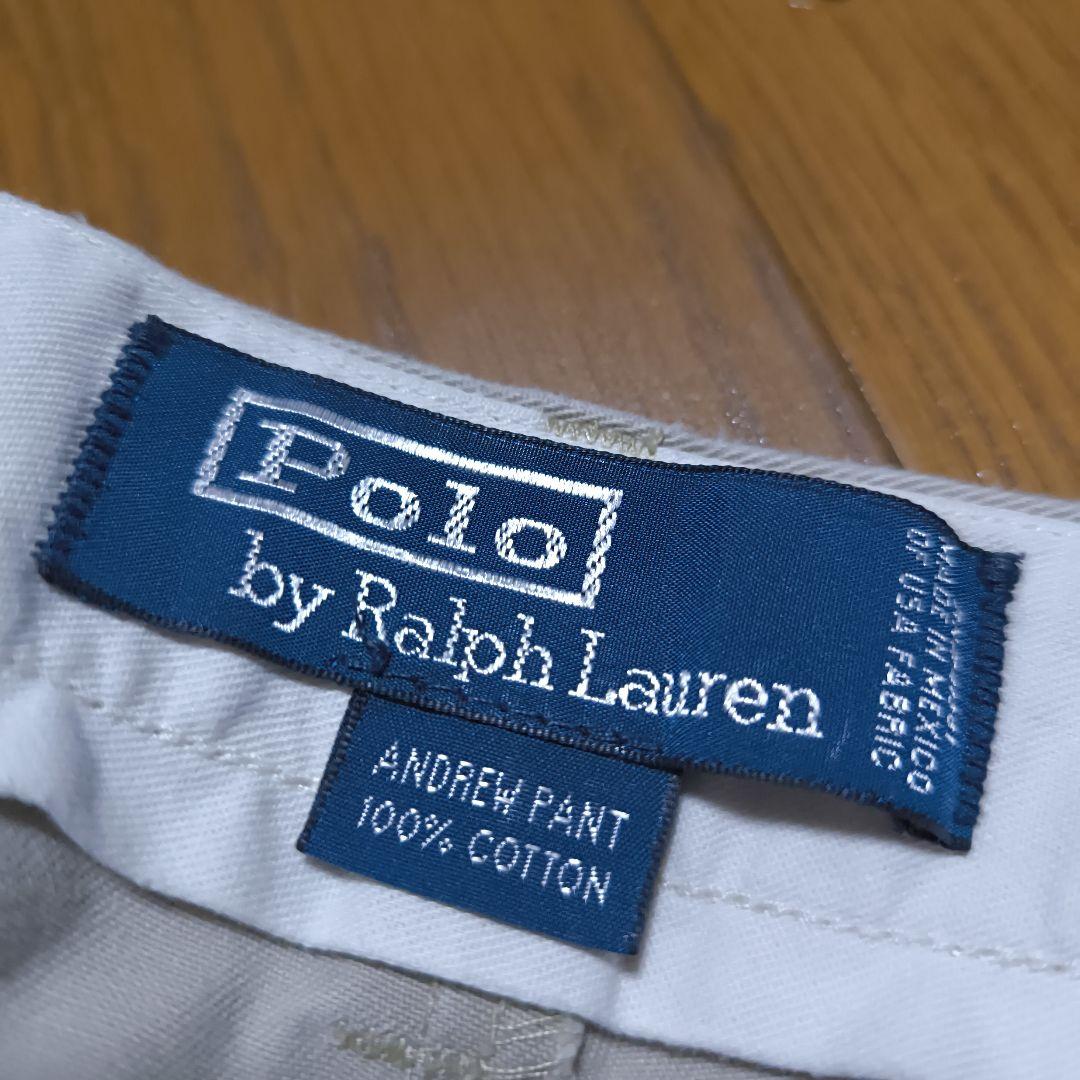 Polo
by Ralph Lauren
MADE IN MEXICO
OF USA FABRIC
ANDREW PANT
100% COTTON